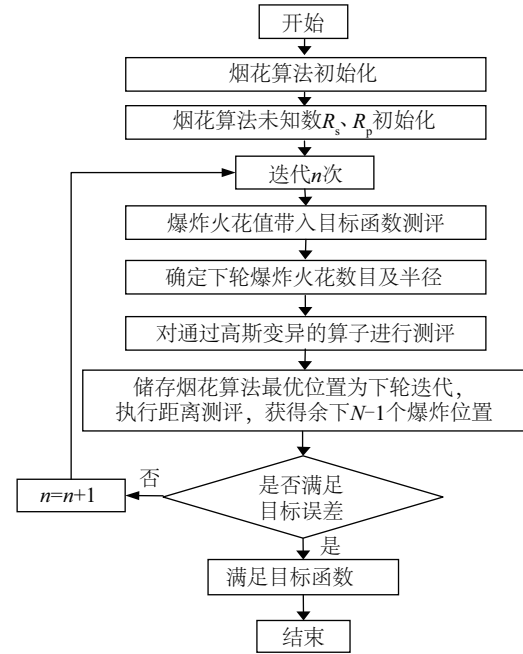 开始
烟花算法初始化
烟花算法未知数Rs、Rp初始化
迭代n次
爆炸火花值带入目标函数测评
确定下轮爆炸火花数目及半径
对通过高斯变异的算子进行测评
储存烟花算法最优位置为下轮迭代，
执行距离测评，获得余下N−1个爆炸位置
否
n=n+1
是否满足
目标误差
是
满足目标函数
结束